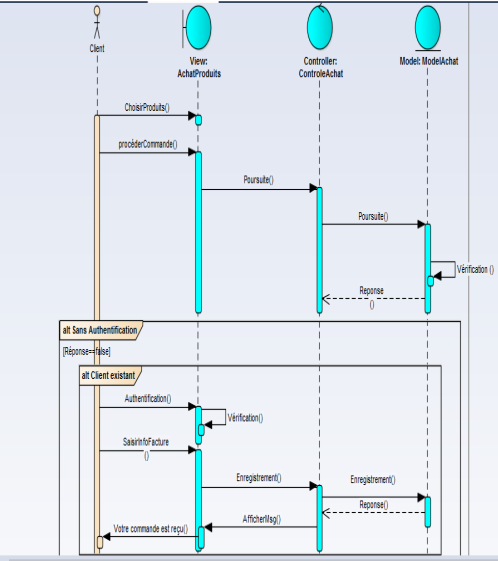 Client
View:
AchatProduits
Controller:
ControleAchat
Model: ModelAchat
ChoisirProduits()
procéderCommande()
Poursuite()
Poursuite()
Vérification ()
Reponse
()
alt Sans Authentification
[Réponse==false]
alt Client existant
Authentification()
Vérification()
SaisirInfoFacture
()
Enregistrement()
Enregistrement()
Reponse()
AfficherMsg()
Votre commande est reçu()